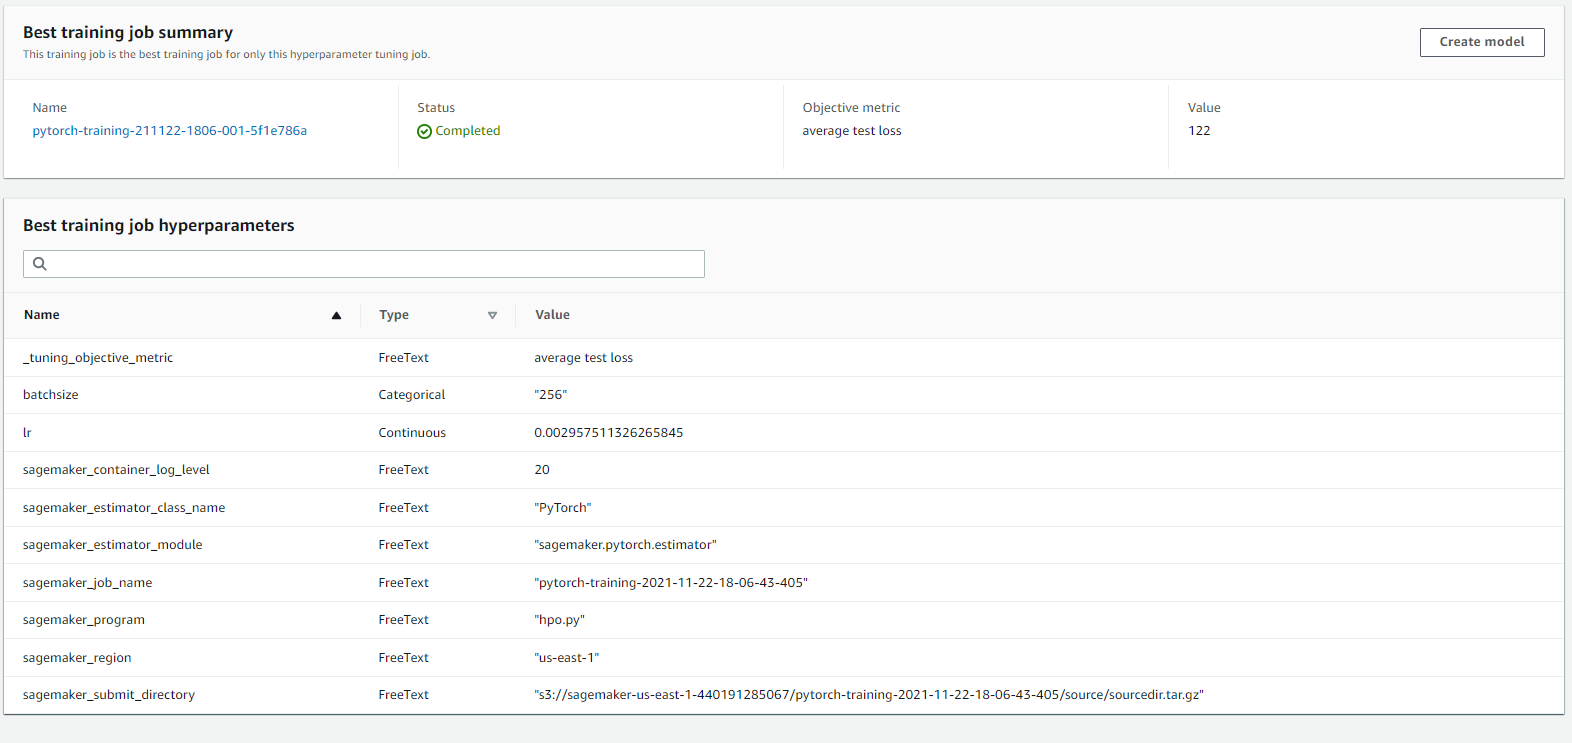 Best training job summary
This training job is the best training job for only this hyperparameter tuning job.
Create model
Name Status Objective metric Value
pytorch-training-211122-1806-001-5f1e786a Completed average test loss 122
Best training job hyperparameters
Name Type Value
_tuning_objective_metric FreeText average test loss
batchsize Categorical "256"
lr Continuous 0.002957511326265845
sagemaker_container_log_level FreeText 20
sagemaker_estimator_class_name FreeText "PyTorch"
sagemaker_estimator_module FreeText "sagemaker.pytorch.estimator"
sagemaker_job_name FreeText "pytorch-training-2021-11-22-18-06-43-405"
sagemaker_program FreeText "hpo.py"
sagemaker_region FreeText "us-east-1"
sagemaker_submit_directory FreeText "s3://sagemaker-us-east-1-440191285067/pytorch-training-2021-11-22-18-06-43-405/source/sourcedir.tar.gz"